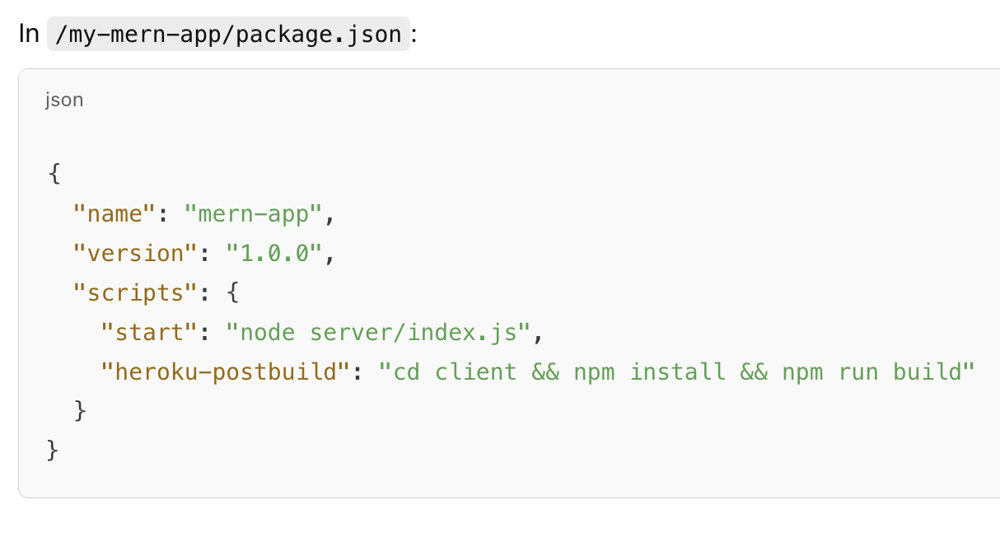 In /my-mern-app/package.json:
json
{
  "name": "mern-app",
  "version": "1.0.0",
  "scripts": {
    "start": "node server/index.js",
    "heroku-postbuild": "cd client && npm install && npm run build"
  }
}